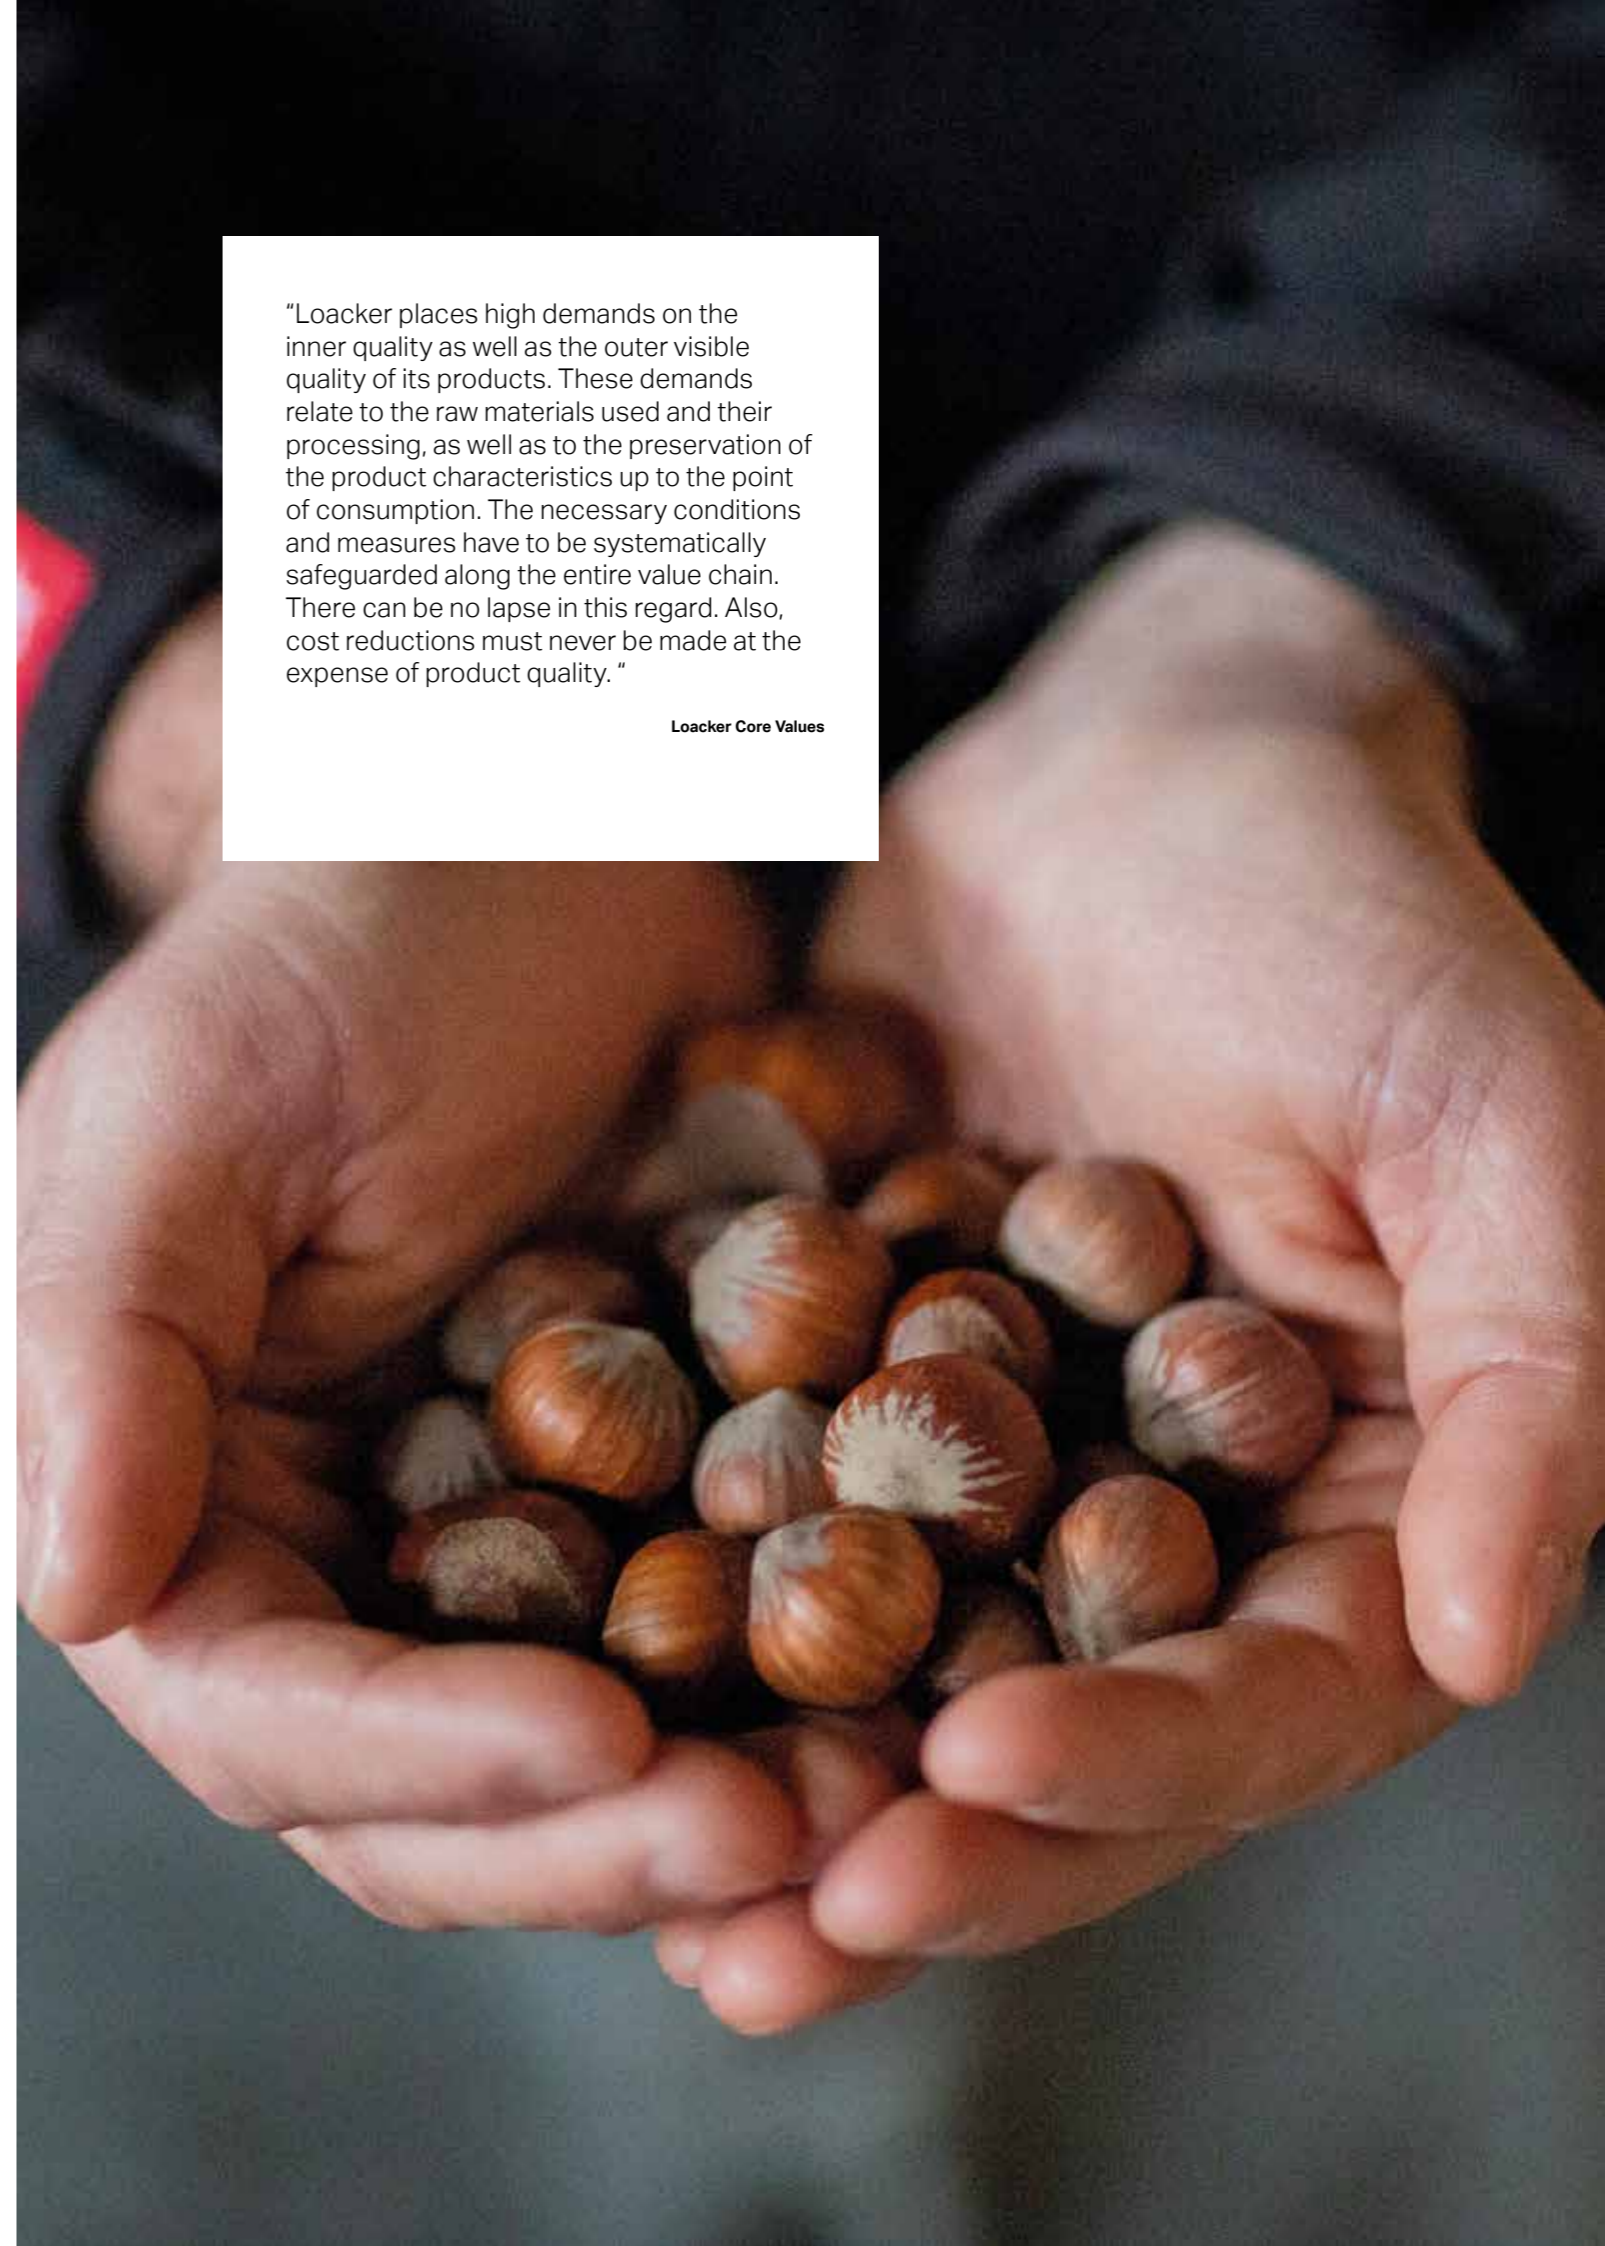 “Loacker places high demands on the
inner quality as well as the outer visible
quality of its products. These demands
relate to the raw materials used and their
processing, as well as to the preservation of
the product characteristics up to the point
of consumption. The necessary conditions
and measures have to be systematically
safeguarded along the entire value chain.
There can be no lapse in this regard. Also,
cost reductions must never be made at the
expense of product quality. “
Loacker Core Values